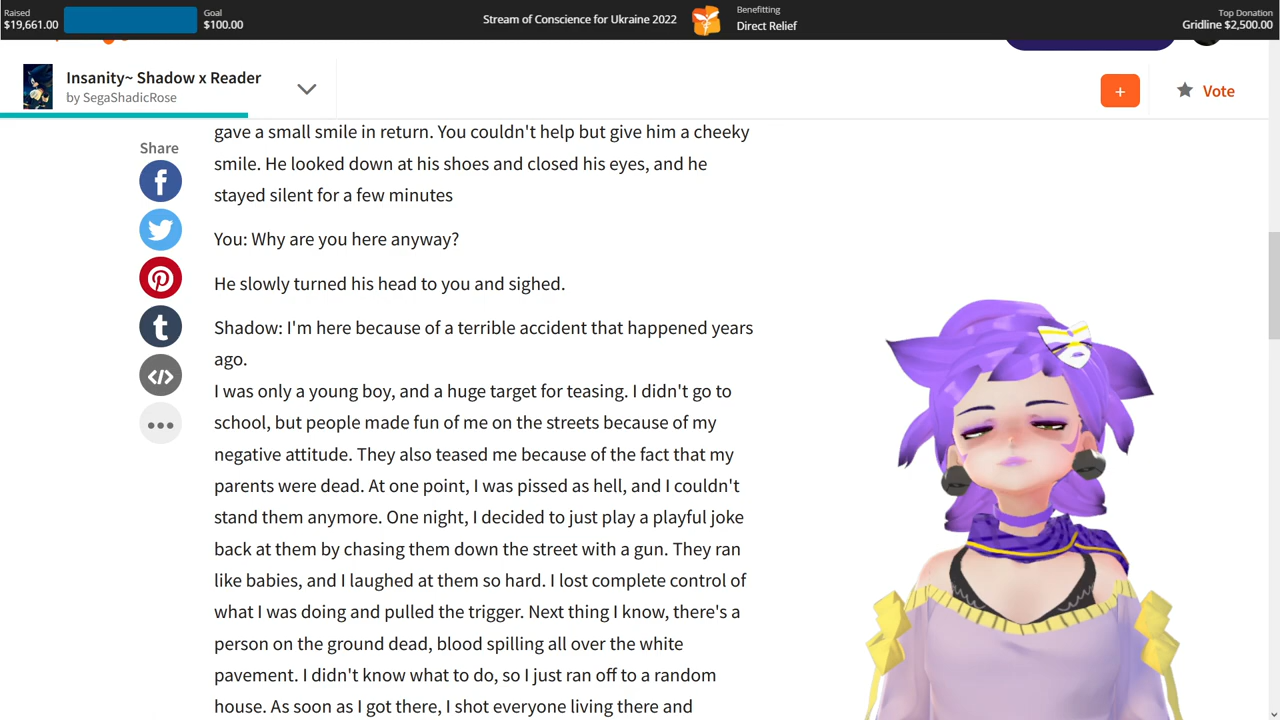 Raised
$19,661.00
Goal
$100.00
Stream of Conscience for Ukraine 2022
Benefitting
Direct Relief
Top Donation
Gridline $2,500.00
Insanity~ Shadow x Reader
by SegaShadicRose
+
Vote
Share
gave a small smile in return. You couldn't help but give him a cheeky
smile. He looked down at his shoes and closed his eyes, and he
stayed silent for a few minutes
You: Why are you here anyway?
He slowly turned his head to you and sighed.
Shadow: I'm here because of a terrible accident that happened years
ago.
I was only a young boy, and a huge target for teasing. I didn't go to
school, but people made fun of me on the streets because of my
negative attitude. They also teased me because of the fact that my
parents were dead. At one point, I was pissed as hell, and I couldn't
stand them anymore. One night, I decided to just play a playful joke
back at them by chasing them down the street with a gun. They ran
like babies, and I laughed at them so hard. I lost complete control of
what I was doing and pulled the trigger. Next thing I know, there's a
person on the ground dead, blood spilling all over the white
pavement. I didn't know what to do, so I just ran off to a random
house. As soon as I got there, I shot everyone living there and